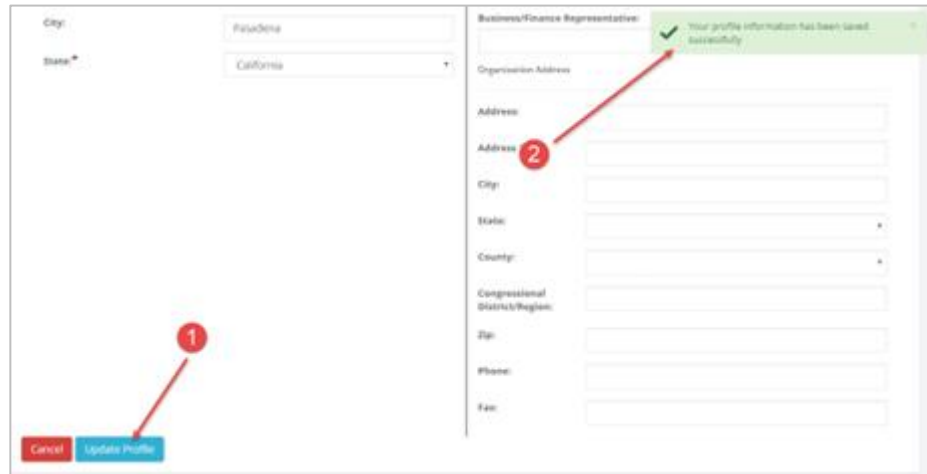 City:
Pasadena
State:*
California
Business/Finance Representative:
Your profile information has been saved
successfully
×
Organization Address
Address:
Address
2
City:
State:
County:
Congressional
District/Region:
Zip:
Phone:
Fax:
1
Cancel
Update Profile